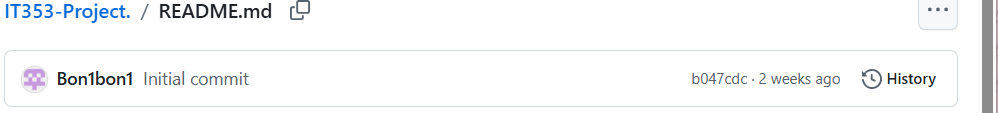 IT353-Project. / README.md
Bon1bon1 Initial commit b047cdc · 2 weeks ago History